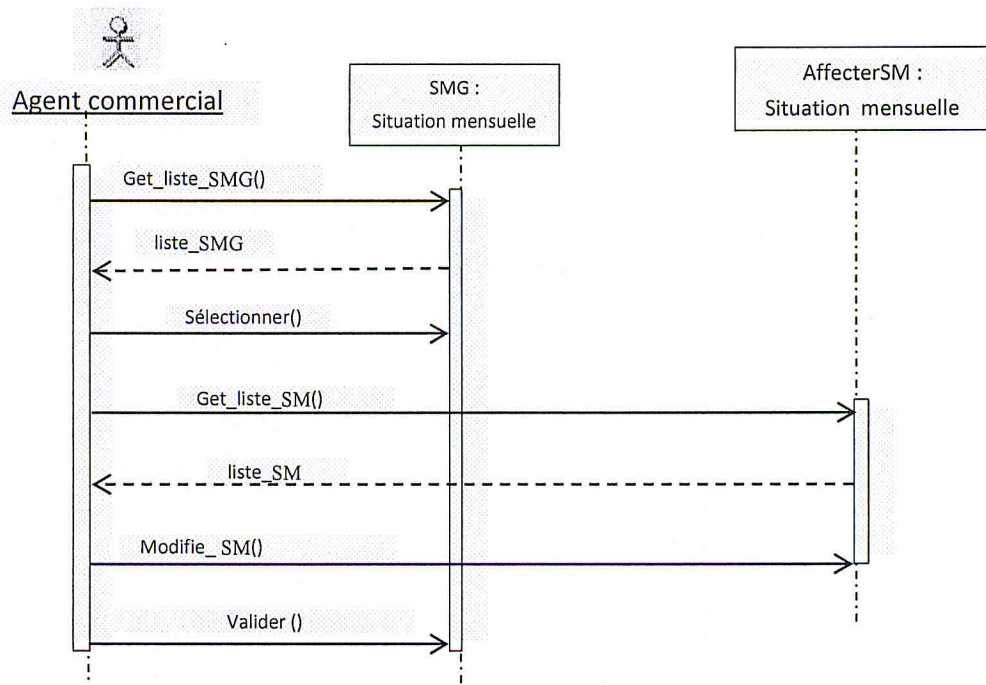 Agent commercial
SMG :
Situation mensuelle
AffecterSM :
Situation mensuelle
Get_liste_SMG()
liste_SMG
Sélectionner()
Get_liste_SM()
liste_SM
Modifie_ SM()
Valider ()